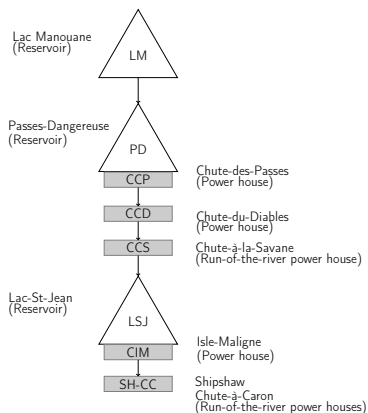 Lac Manouane
(Reservoir)
LM
Passes-Dangereuse
(Reservoir)
PD
CCP
Chute-des-Passes
(Power house)
CCD
Chute-du-Diables
(Power house)
CCS
Chute-à-la-Savane
(Run-of-the-river power house)
Lac-St-Jean
(Reservoir)
LSJ
CIM
Isle-Maligne
(Power house)
SH-CC
Shipshaw
Chute-à-Caron
(Run-of-the-river power houses)